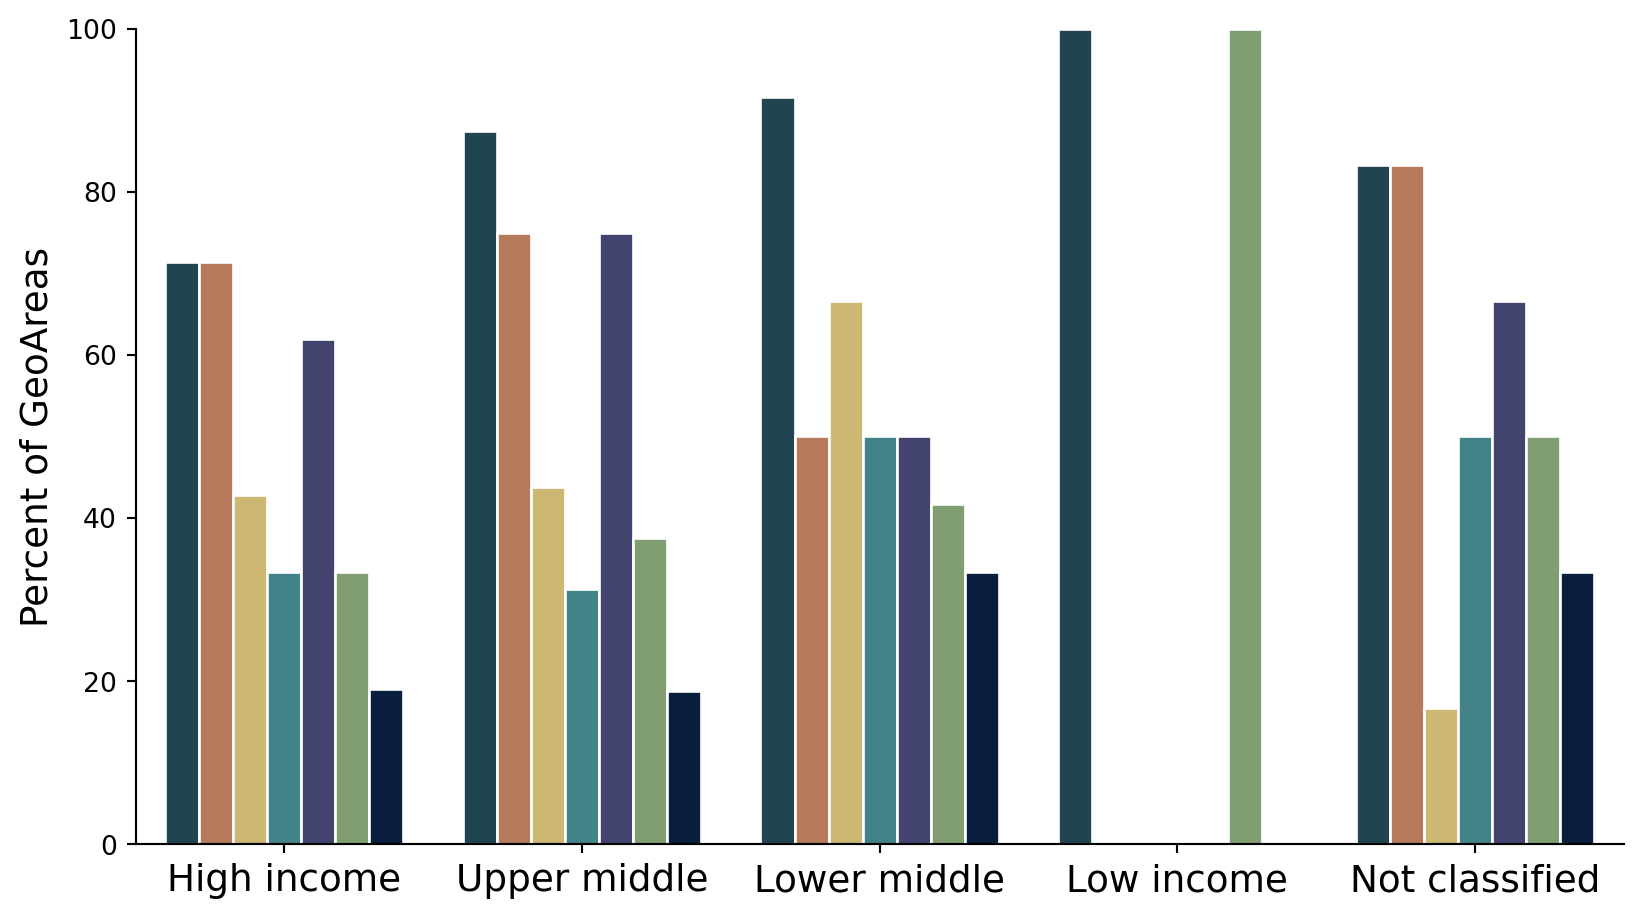 Percent of GeoAreas
100
80
60
40
20
0
High income
Upper middle
Lower middle
Low income
Not classified